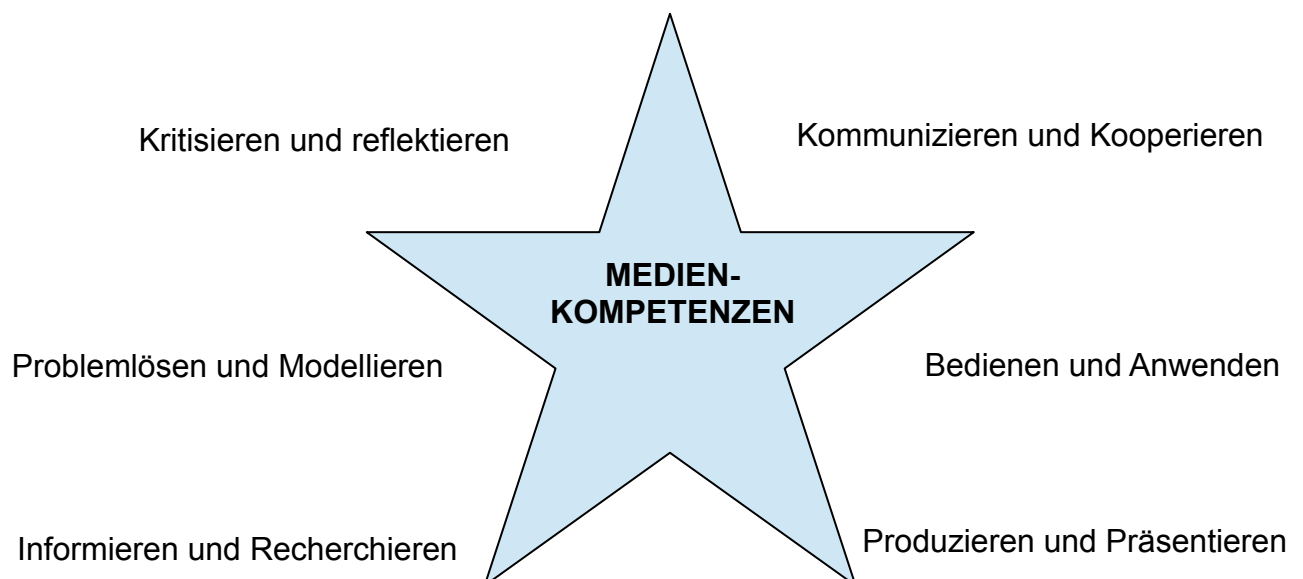 Kritisieren und reflektieren
Kommunizieren und Kooperieren
MEDIEN-
KOMPETENZEN
Problemlösen und Modellieren
Bedienen und Anwenden
Informieren und Recherchieren
Produzieren und Präsentieren